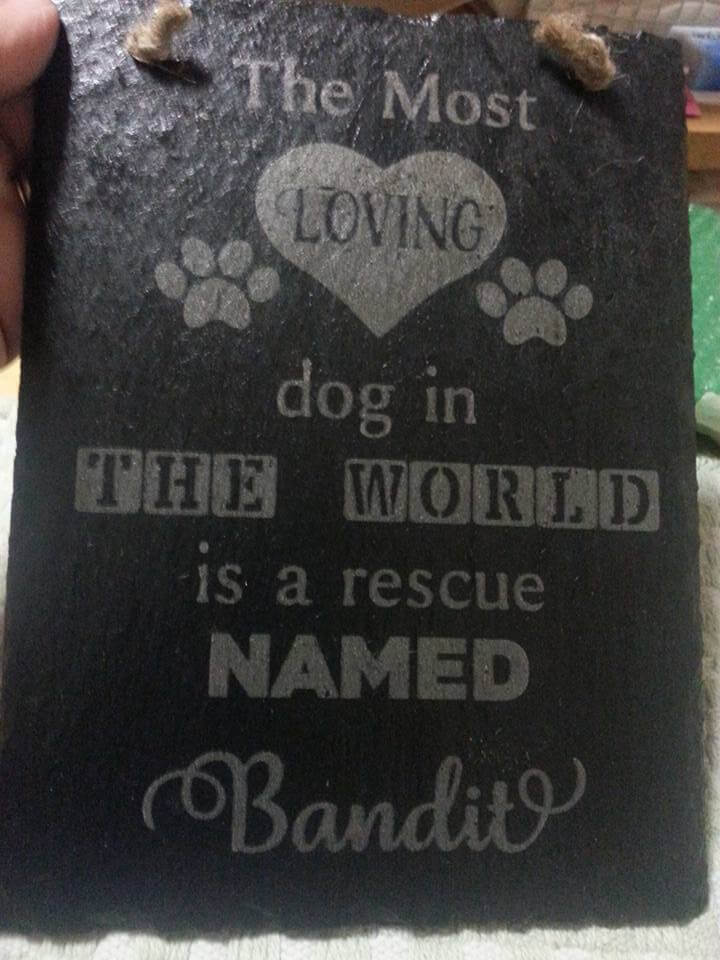 The Most
LOVING
dog in
THE WORLD
is a rescue
NAMED
Bandit